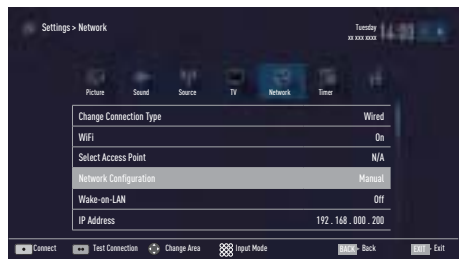 Settings > Network
Tuesday
xx xxx xxxx
14:00
Picture Sound Source TV Network Timer
Change Connection Type Wired
WiFi On
Select Access Point N/A
Network Configuration Manual
Wake-on-LAN Off
IP Address 192 . 168 . 000 . 200
Connect Test Connection Change Area Input Mode BACK - Back EXIT - Exit